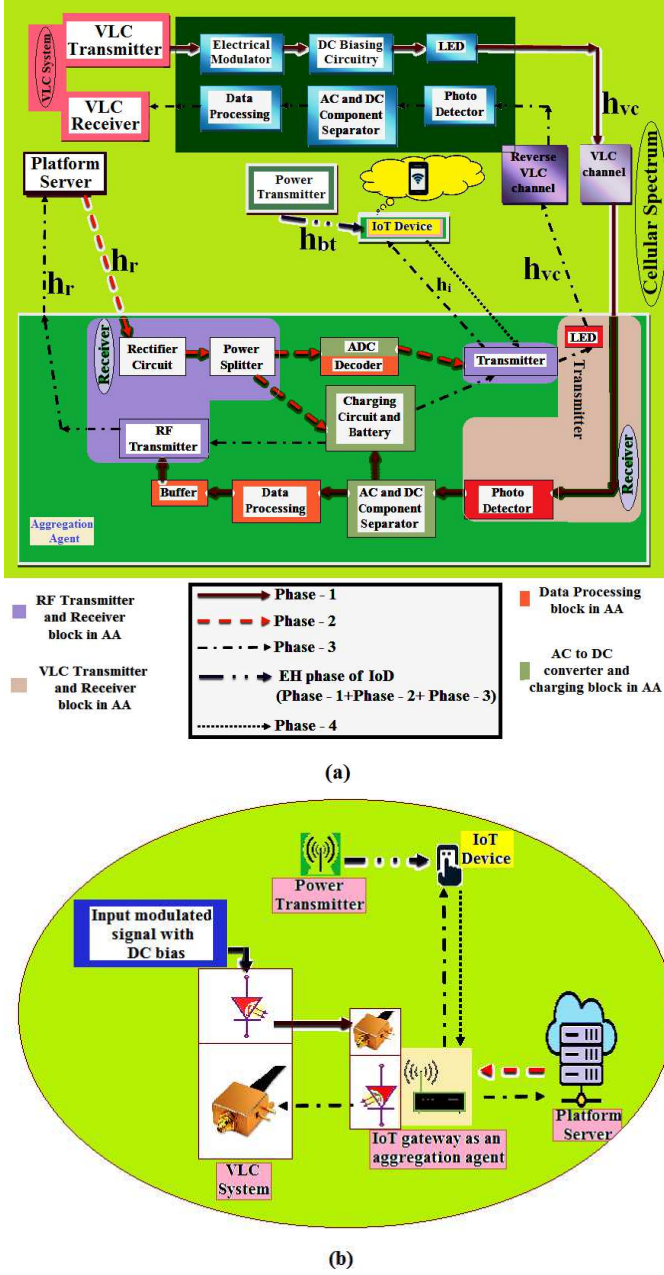 VLC System
VLC
Transmitter
Electrical
Modulator
DC Biasing
Circuitry
LED
VLC
Receiver
Data
Processing
AC and DC
Component
Separator
Photo
Detector
h_vc
Platform
Server
Power
Transmitter
IoT Device
Reverse
VLC
channel
VLC
channel
Cellular Spectrum
h_bt
h_r
h_r
h_i
h_vc
Receiver
Rectifier
Circuit
Power
Splitter
ADC
Decoder
Transmitter
LED
Transmitter
Charging
Circuit and
Battery
RF
Transmitter
Receiver
Buffer
Data
Processing
AC and DC
Component
Separator
Photo
Detector
Aggregation
Agent
RF Transmitter
and Receiver
block in AA
VLC Transmitter
and Receiver
block in AA
Phase - 1
Phase - 2
Phase - 3
EH phase of IoD
(Phase - 1+Phase - 2+ Phase - 3)
Phase - 4
Data Processing
block in AA
AC to DC
converter and
charging block in AA
(a)
IoT
Device
Power
Transmitter
Input modulated
signal with
DC bias
VLC
System
IoT gateway as an
aggregation agent
Platform
Server
(b)